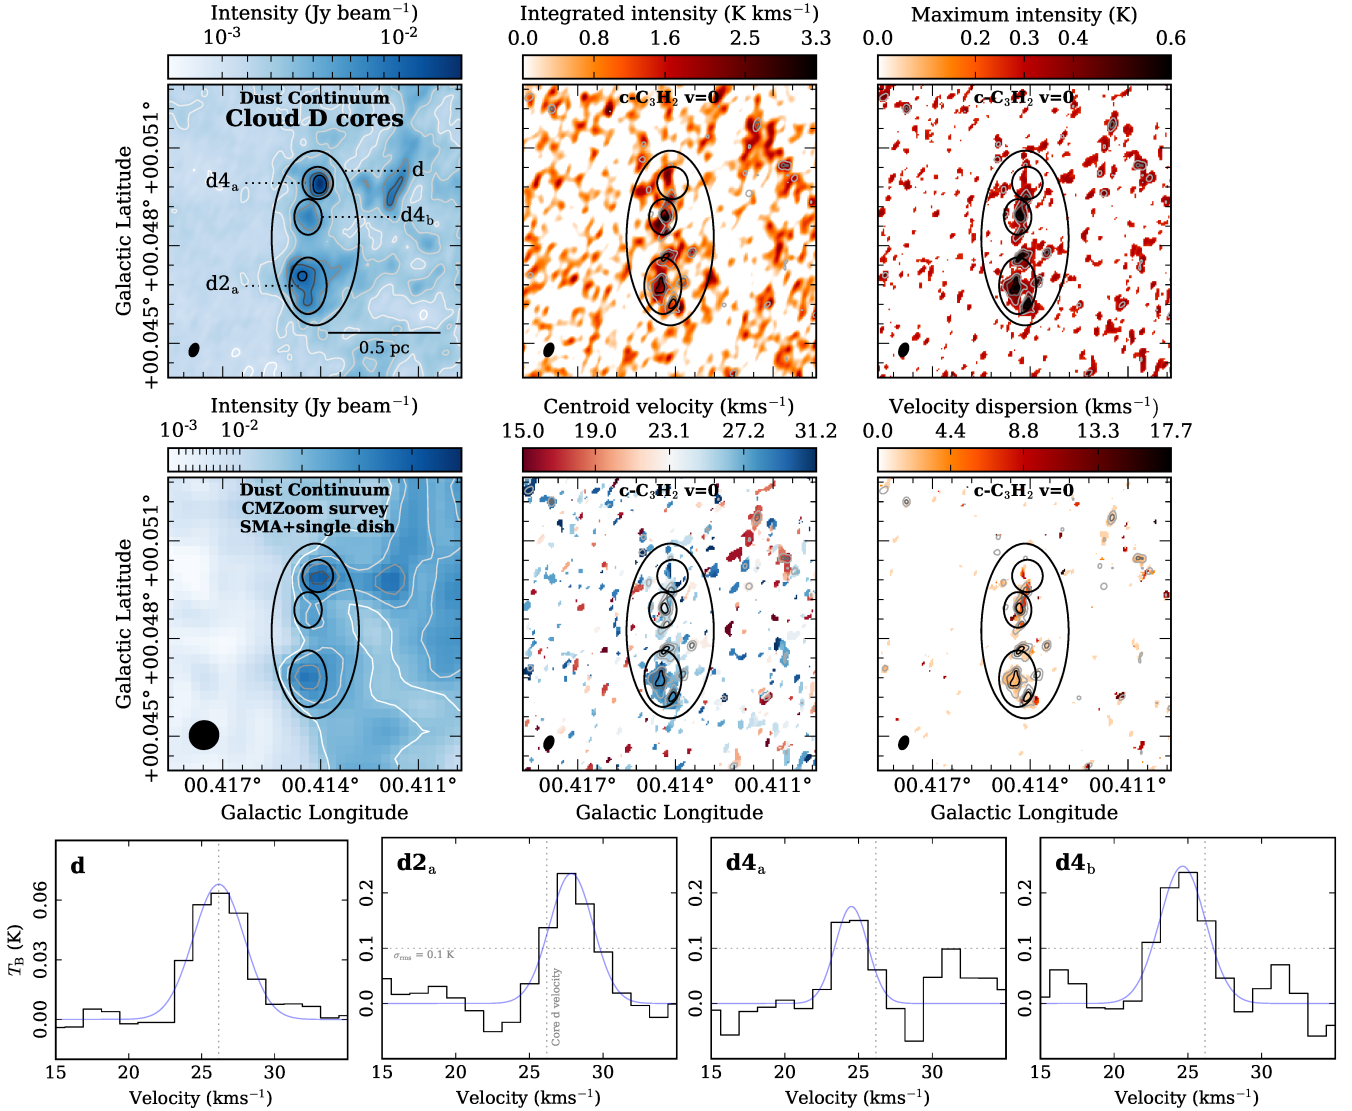 Intensity (Jy beam⁻¹)
10⁻³ 10⁻²
Dust Continuum
Cloud D cores
d4ₐ
d
d4_b
d2ₐ
0.5 pc
Galactic Latitude
+00.045° +00.048° +00.051°
Integrated intensity (K kms⁻¹)
0.0 0.8 1.6 2.5 3.3
c-C₃H₂ v=0
Maximum intensity (K)
0.0 0.2 0.3 0.4 0.6
c-C₃H₂ v=0
Intensity (Jy beam⁻¹)
10⁻³ 10⁻²
Dust Continuum
CMZoom survey
SMA+single dish
Galactic Latitude
+00.045° +00.048° +00.051°
00.417° 00.414° 00.411°
Galactic Longitude
Centroid velocity (kms⁻¹)
15.0 19.0 23.1 27.2 31.2
c-C₃H₂ v=0
00.417° 00.414° 00.411°
Galactic Longitude
Velocity dispersion (kms⁻¹)
0.0 4.4 8.8 13.3 17.7
c-C₃H₂ v=0
00.417° 00.414° 00.411°
Galactic Longitude
d
T_B (K)
0.00 0.03 0.06
15 20 25 30
Velocity (kms⁻¹)
d2ₐ
0.0 0.1 0.2
σ_rms = 0.1 K
Core d velocity
15 20 25 30
Velocity (kms⁻¹)
d4ₐ
0.0 0.1 0.2
15 20 25 30
Velocity (kms⁻¹)
d4_b
0.0 0.1 0.2
15 20 25 30 35
Velocity (kms⁻¹)